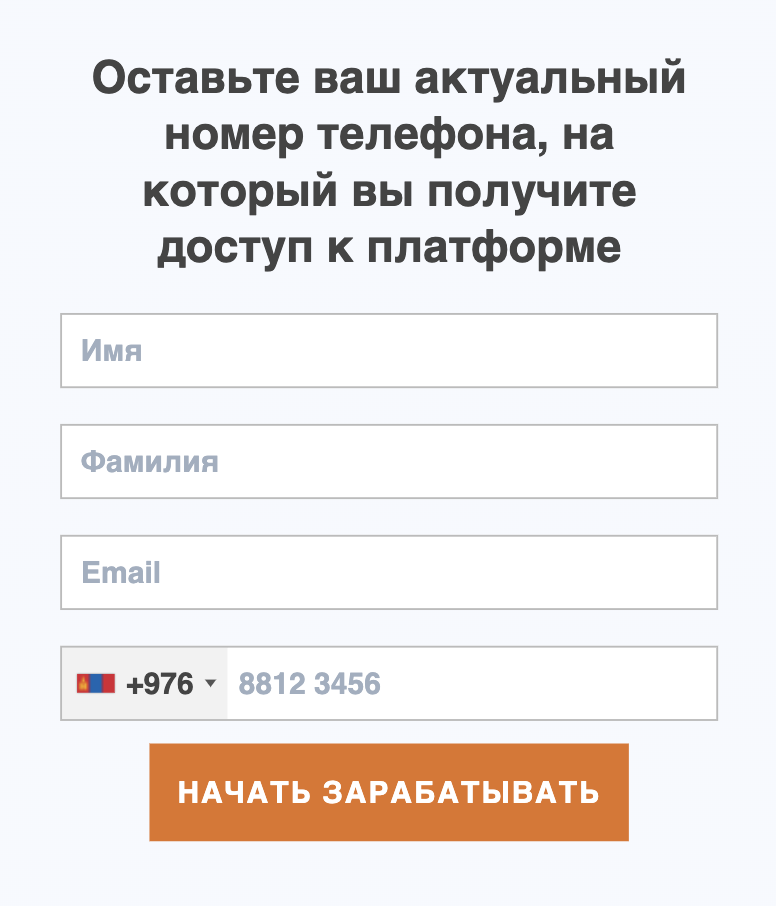 Оставьте ваш актуальный
номер телефона, на
который вы получите
доступ к платформе
Имя
Фамилия
Email
+976 8812 3456
НАЧАТЬ ЗАРАБАТЫВАТЬ